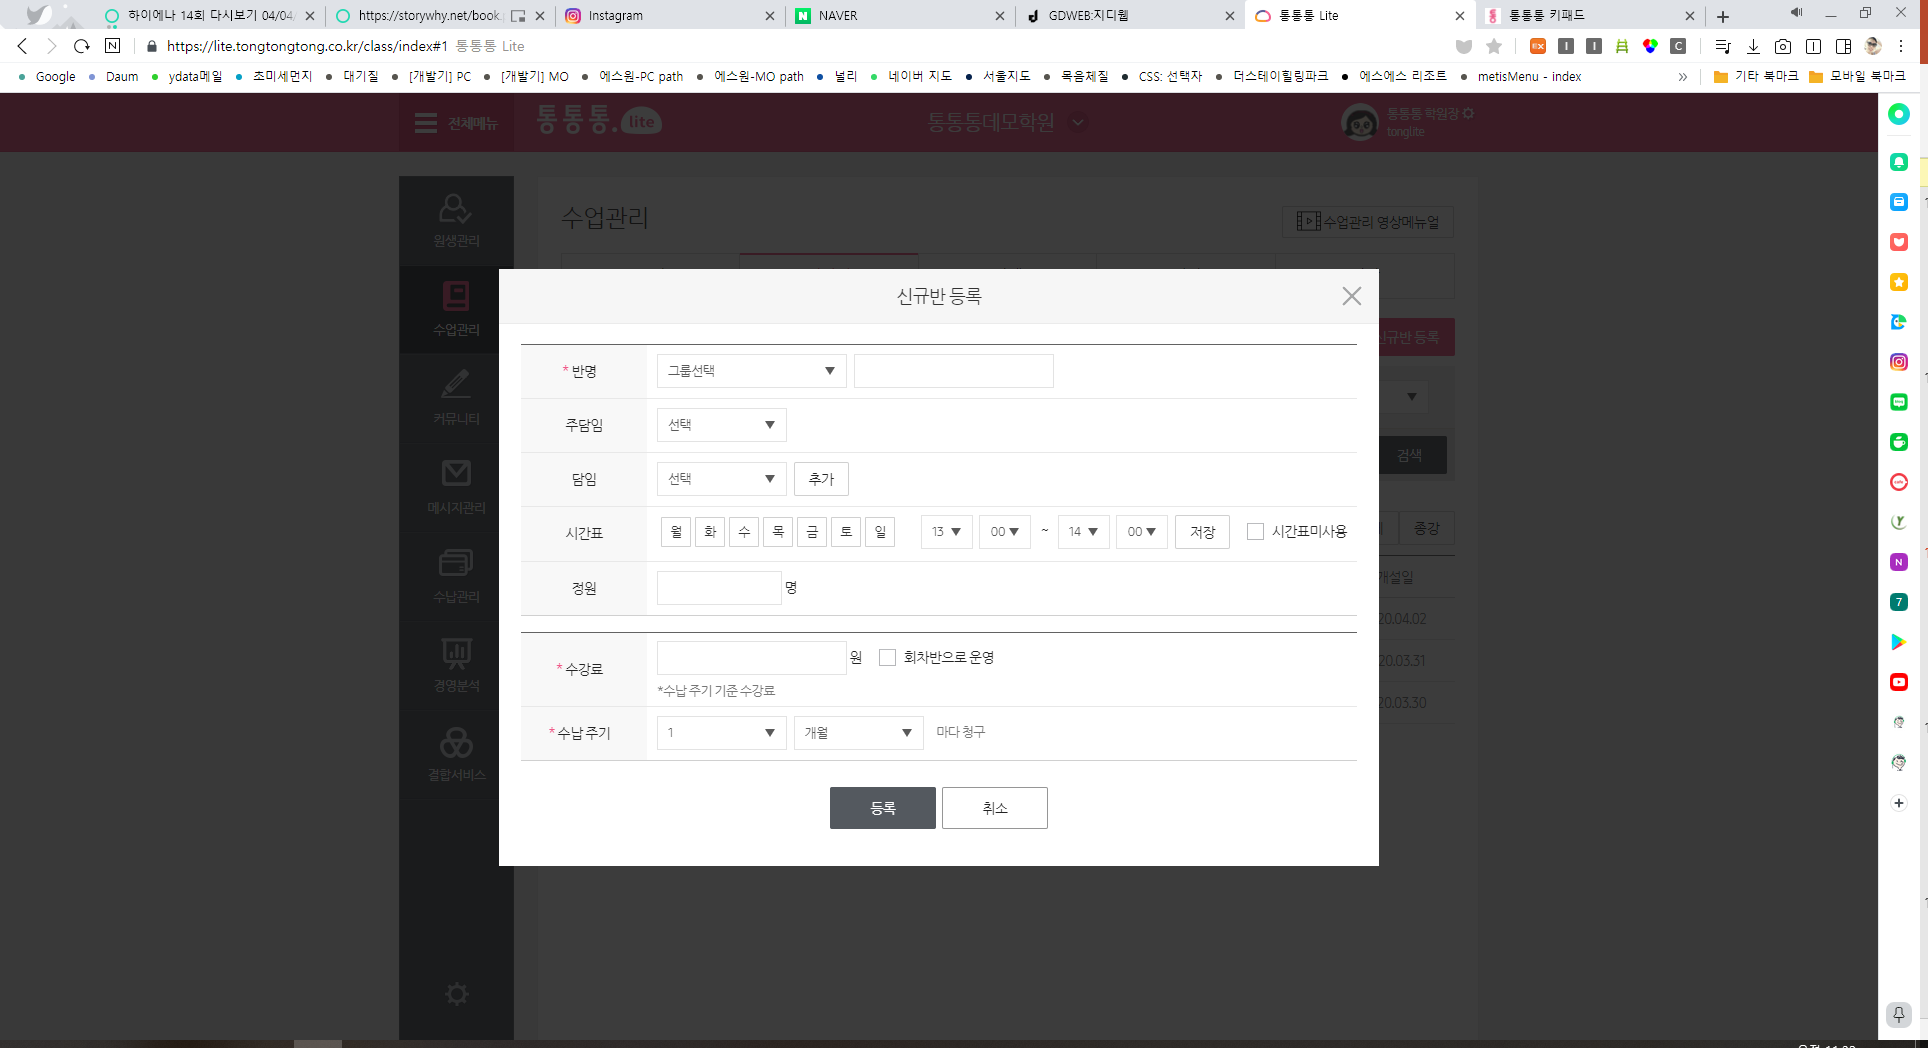 하이에나 14회 다시보기 04/04/
https://storywhy.net/book.
Instagram
NAVER
GDWEB:지디웹
통통통 Lite
통통통 키패드
https://lite.tongtongtong.co.kr/class/index#1 통통통 Lite
Google
Daum
ydata메일
초미세먼지
대기질
[개발기] PC
[개발기] MO
에스원-PC path
에스원-MO path
널리
네이버 지도
서울지도
목음체질
CSS: 선택자
더스테이힐링파크
에스에스 리조트
metisMenu - index
기타 북마크
모바일 북마크
전체메뉴
통통통.lite
통통통데모학원
통통통 학원장
tonglite
원생관리
수업관리
커뮤니티
메시지관리
수납관리
경영분석
결합서비스
수업관리
수업관리 영상메뉴얼
신규반 등록
신규반 등록
검색
종강
개설일
20.04.02
20.03.31
20.03.30
* 반명
그룹선택
주담임
선택
담임
선택
추가
시간표
월 화 수 목 금 토 일
13 00 ~ 14 00
저장
시간표미사용
정원
명
* 수강료
원
회차반으로 운영
*수납 주기 기준 수강료
* 수납 주기
1
개월
마다 청구
등록
취소